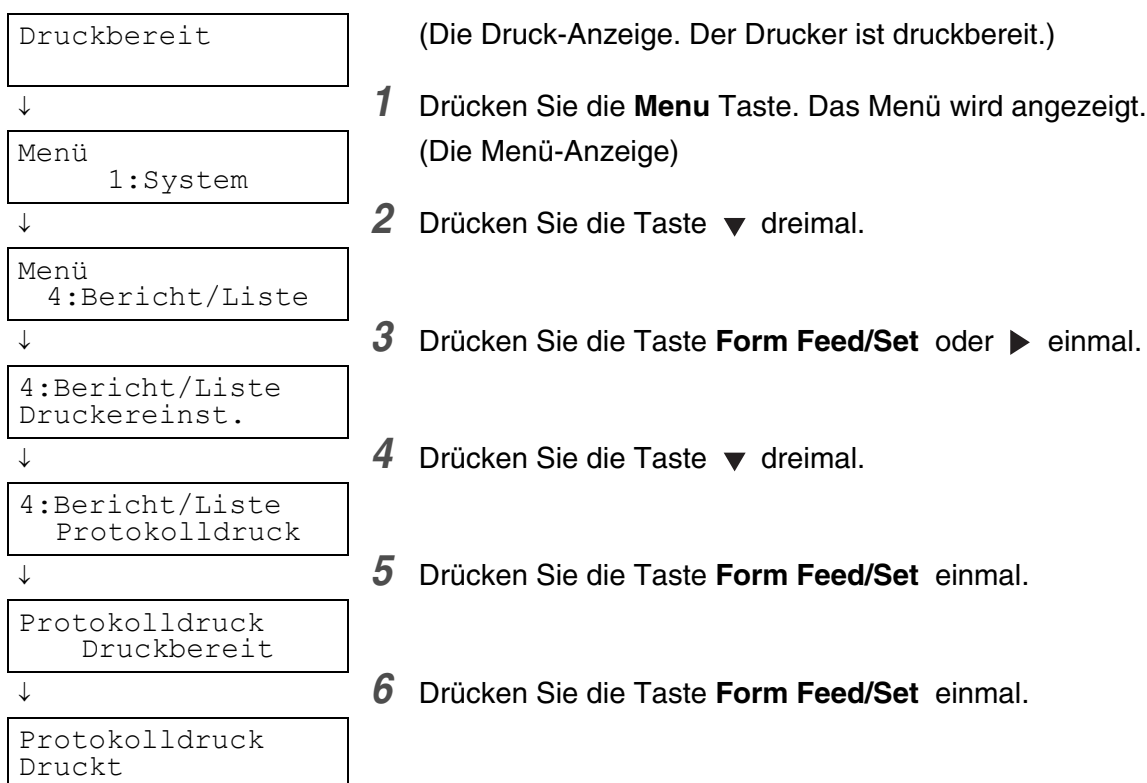 Druckbereit
(Die Druck-Anzeige. Der Drucker ist druckbereit.)
↓
1 Drücken Sie die Menu Taste. Das Menü wird angezeigt.
Menü
1:System
(Die Menü-Anzeige)
↓
2 Drücken Sie die Taste ▼ dreimal.
Menü
4:Bericht/Liste
↓
3 Drücken Sie die Taste Form Feed/Set oder ▶ einmal.
4:Bericht/Liste
Druckereinst.
↓
4 Drücken Sie die Taste ▼ dreimal.
4:Bericht/Liste
Protokolldruck
↓
5 Drücken Sie die Taste Form Feed/Set einmal.
Protokolldruck
Druckbereit
↓
6 Drücken Sie die Taste Form Feed/Set einmal.
Protokolldruck
Druckt